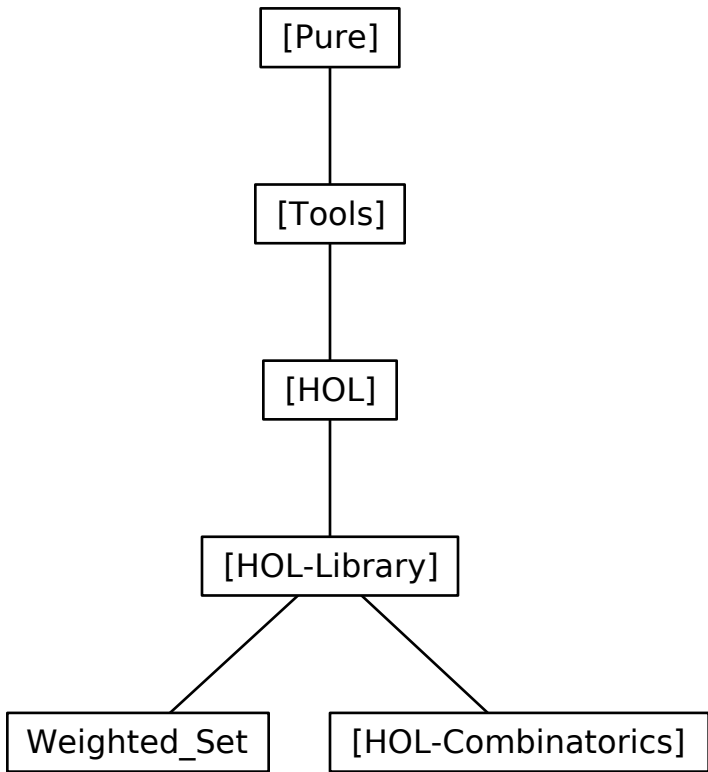 [Pure]
[Tools]
[HOL]
[HOL-Library]
Weighted_Set
[HOL-Combinatorics]